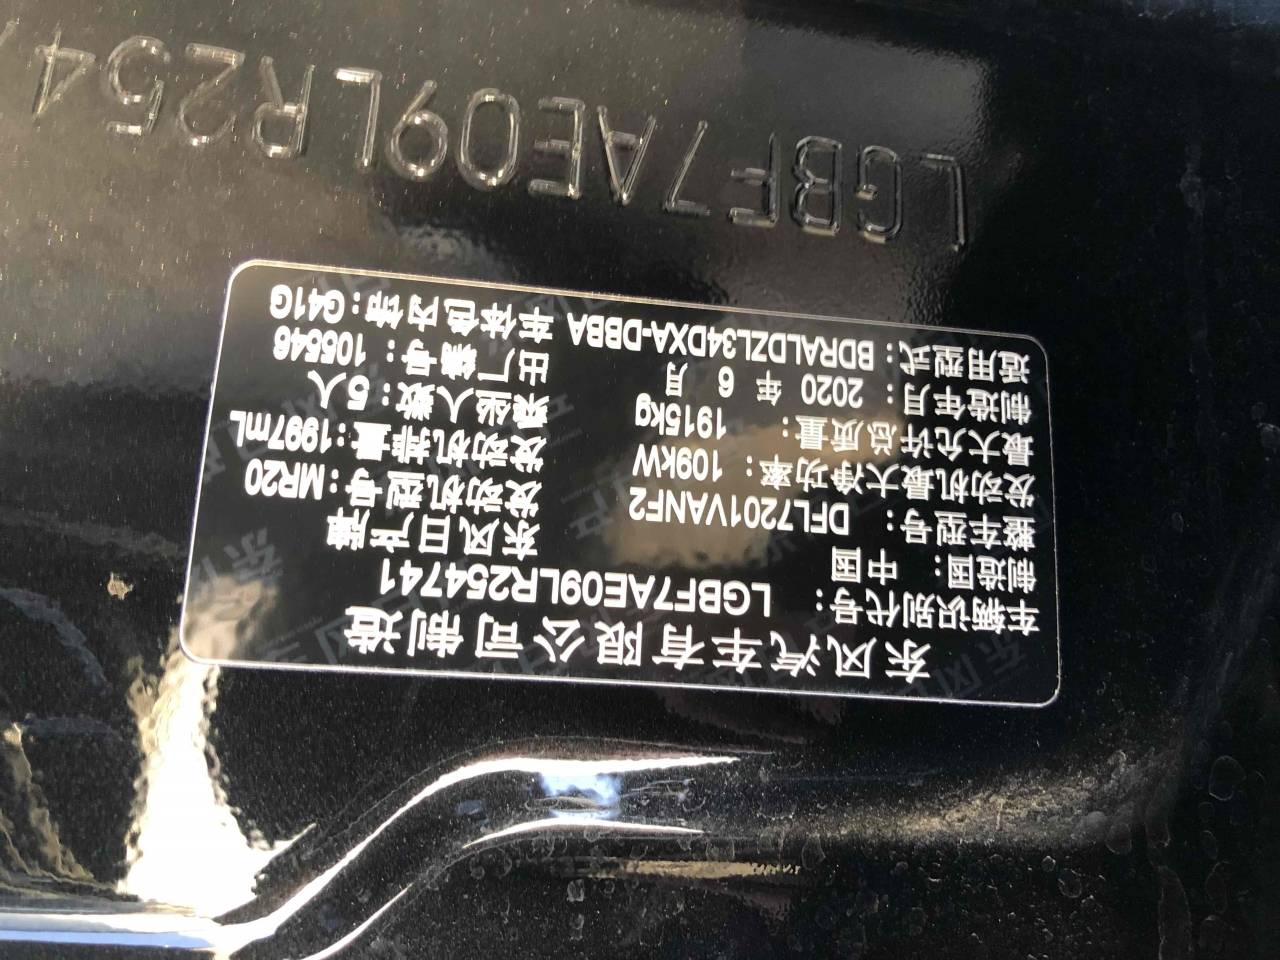 东风汽车有限公司制造
车辆识别代号： LGBF7AE09LR254741
制造国： 中国 东风日产牌
整车型号： DFL7201VANF2 发动机型号：MR20
发动机最大净功率： 109kW 发动机排量：1997mL
最大允许总质量： 1915kg 乘坐人数：5人
制造年月： 2020 年 6 月 出厂编号： 105546
适用型式： BDRALDZL34DXA-DBBA 车体色内饰：G41G
LGBF7AE09LR254